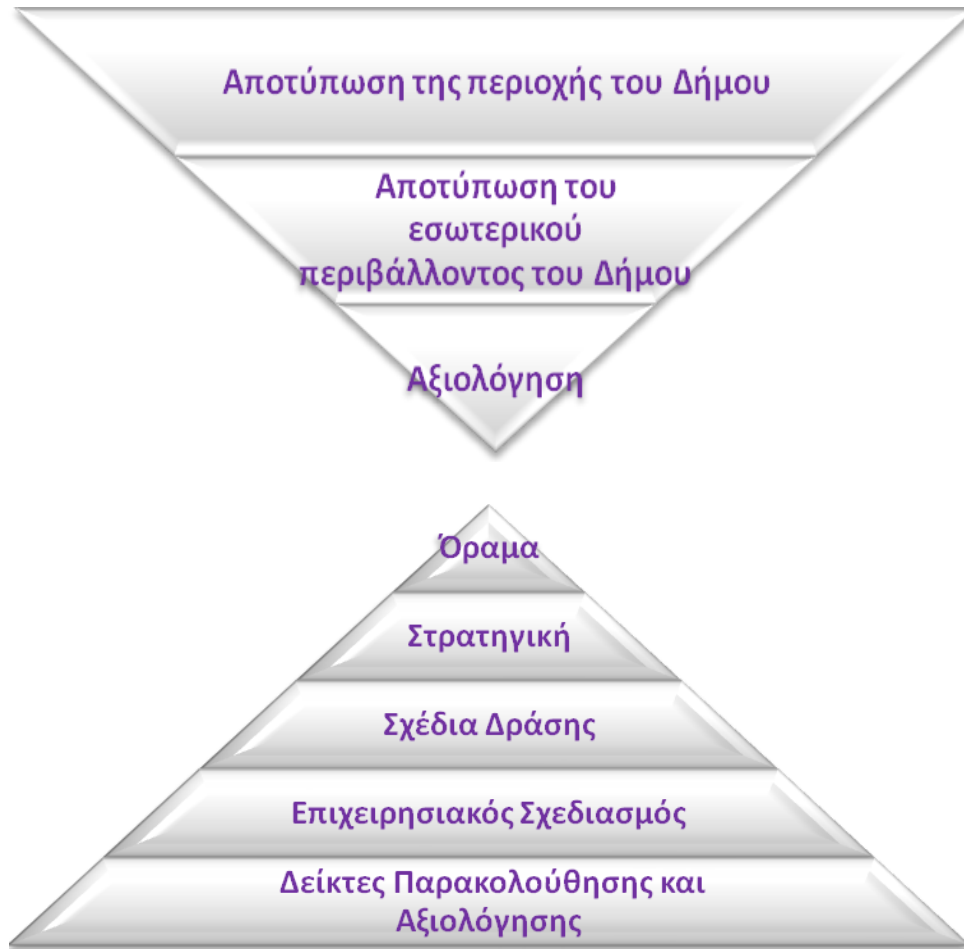 Αποτύπωση της περιοχής του Δήμου
Αποτύπωση του
εσωτερικού
περιβάλλοντος του Δήμου
Αξιολόγηση
Όραμα
Στρατηγική
Σχέδια Δράσης
Επιχειρησιακός Σχεδιασμός
Δείκτες Παρακολούθησης και
Αξιολόγησης